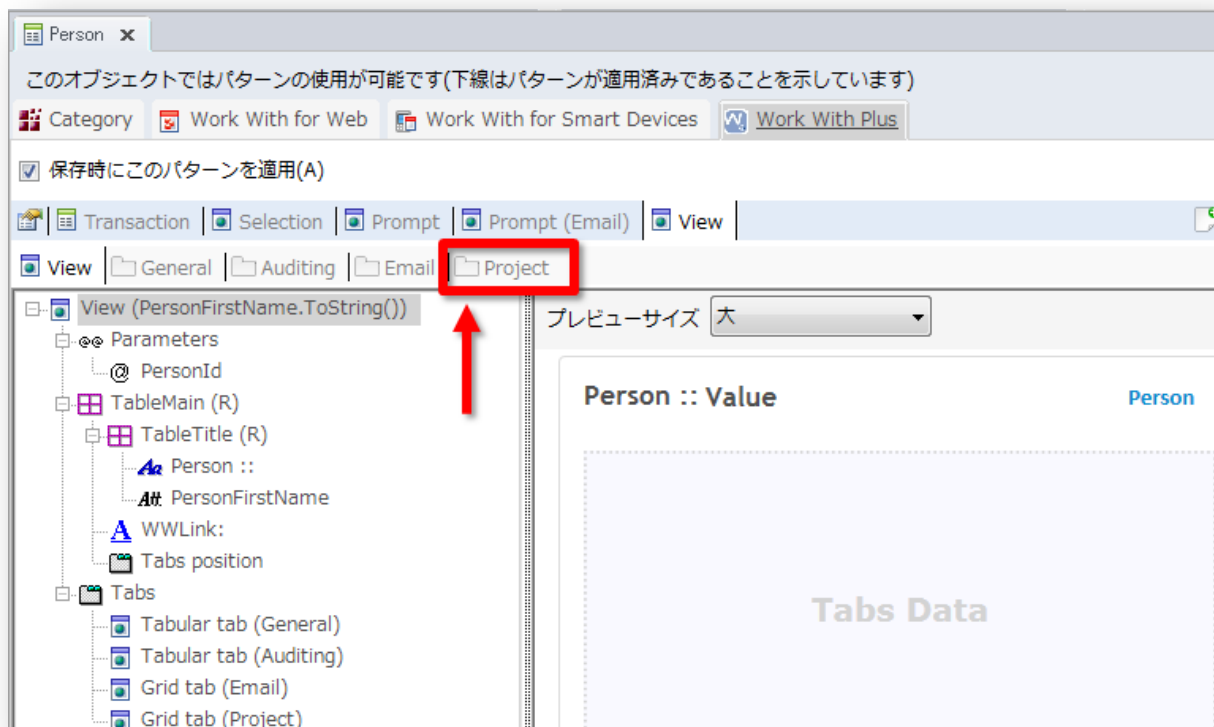 Person
このオブジェクトではパターンの使用が可能です(下線はパターンが適用済みであることを示しています)
Category Work With for Web Work With for Smart Devices Work With Plus
保存時にこのパターンを適用(A)
Transaction Selection Prompt Prompt (Email) View
View General Auditing Email Project
View (PersonFirstName.ToString())
Parameters
@ PersonId
TableMain (R)
TableTitle (R)
Aa Person ::
Att PersonFirstName
A WWLink:
Tabs position
Tabs
Tabular tab (General)
Tabular tab (Auditing)
Grid tab (Email)
Grid tab (Project)
プレビューサイズ 大
Person :: Value Person
Tabs Data